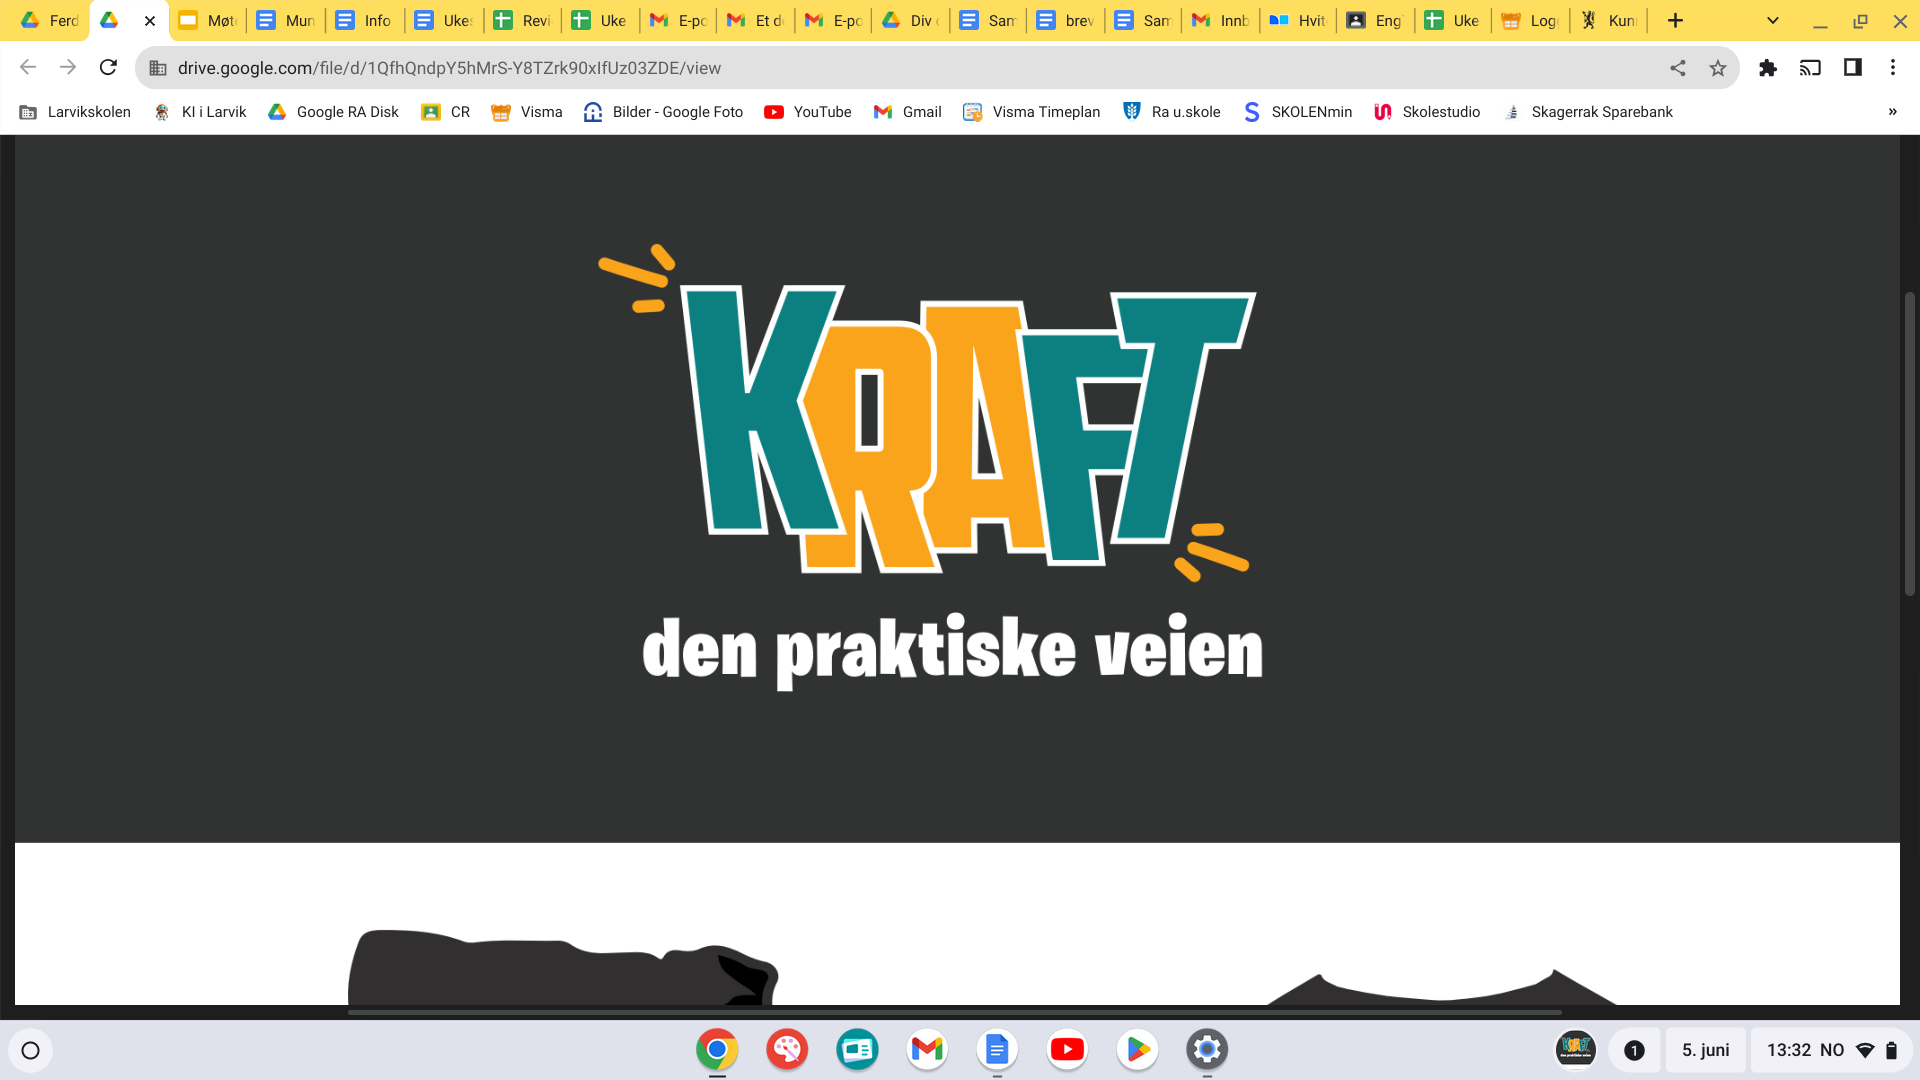 Ferd
Møt
Mun
Info
Uke
Revi
Uke
E-po
Et d
E-po
Div
Sam
brev
Sam
Innb
Hvit
Eng
Uke
Log
Kun
drive.google.com/file/d/1QfhQndpY5hMrS-Y8TZrk90xIfUz03ZDE/view
Larvikskolen
KI i Larvik
Google RA Disk
CR
Visma
Bilder - Google Foto
YouTube
Gmail
Visma Timeplan
Ra u.skole
SKOLENmin
Skolestudio
Skagerrak Sparebank
»
KRAFT
den praktiske veien
1
5. juni
13:32 NO